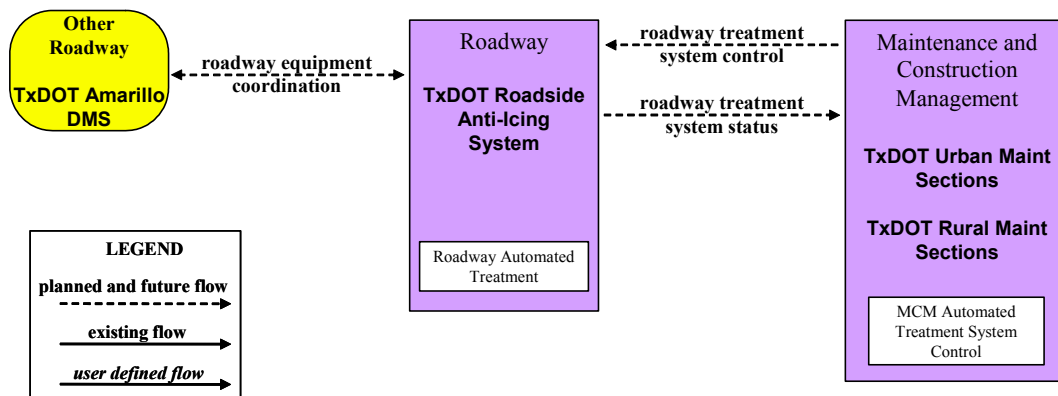 Other
Roadway
TxDOT Amarillo
DMS
roadway equipment
coordination
Roadway
TxDOT Roadside
Anti-Icing
System
Roadway Automated
Treatment
roadway treatment
system control
roadway treatment
system status
Maintenance and
Construction
Management
TxDOT Urban Maint
Sections
TxDOT Rural Maint
Sections
MCM Automated
Treatment System
Control
LEGEND
planned and future flow
existing flow
user defined flow